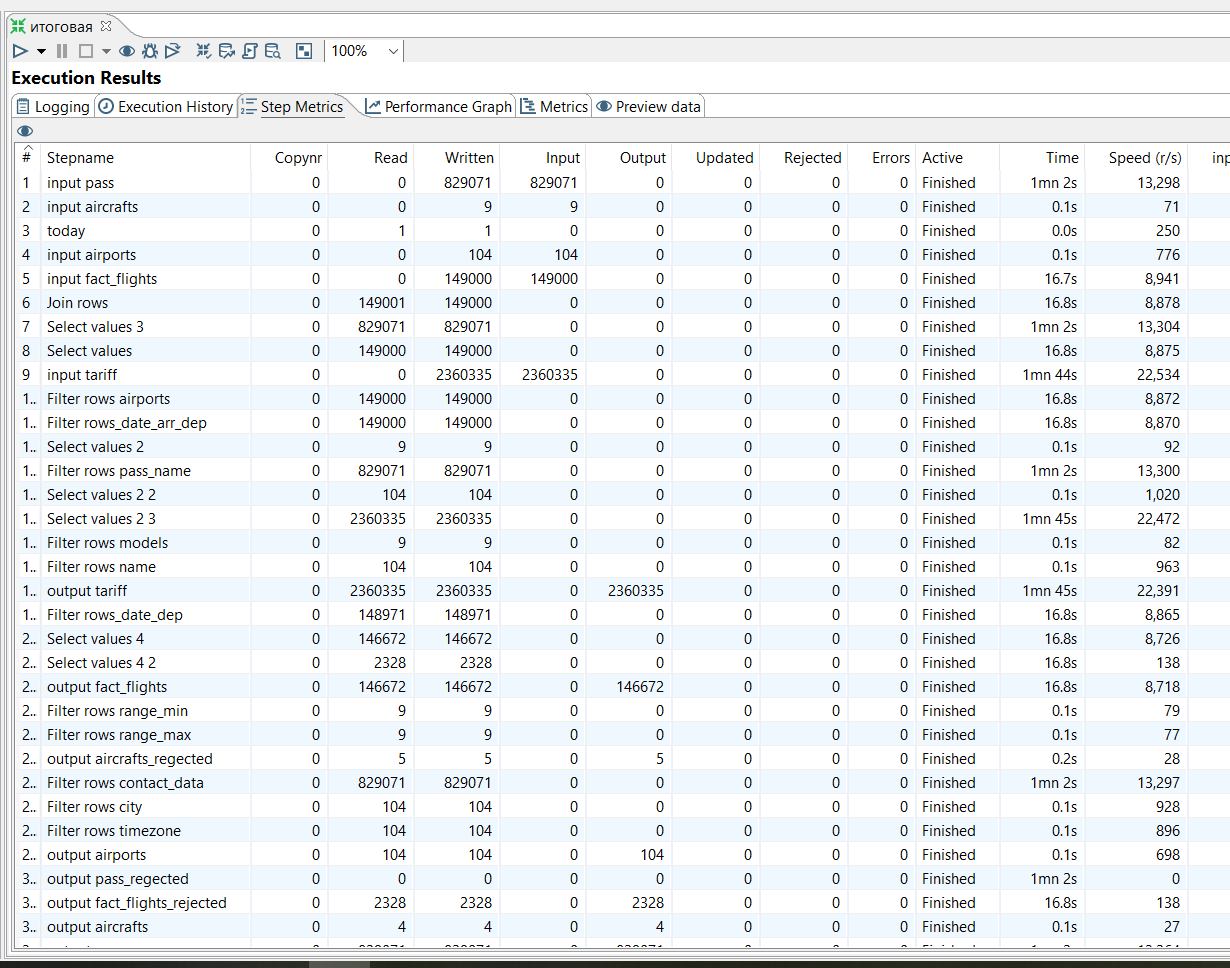 итоговая
100%
Execution Results
Logging Execution History Step Metrics Performance Graph Metrics Preview data
# Stepname Copynr Read Written Input Output Updated Rejected Errors Active Time Speed (r/s) inp
1 input pass 0 0 829071 829071 0 0 0 0 Finished 1mn 2s 13,298
2 input aircrafts 0 0 9 9 0 0 0 0 Finished 0.1s 71
3 today 0 1 1 0 0 0 0 0 Finished 0.0s 250
4 input airports 0 0 104 104 0 0 0 0 Finished 0.1s 776
5 input fact_flights 0 0 149000 149000 0 0 0 0 Finished 16.7s 8,941
6 Join rows 0 149001 149000 0 0 0 0 0 Finished 16.8s 8,878
7 Select values 3 0 829071 829071 0 0 0 0 0 Finished 1mn 2s 13,304
8 Select values 0 149000 149000 0 0 0 0 0 Finished 16.8s 8,875
9 input tariff 0 0 2360335 2360335 0 0 0 0 Finished 1mn 44s 22,534
1.. Filter rows airports 0 149000 149000 0 0 0 0 0 Finished 16.8s 8,872
1.. Filter rows_date_arr_dep 0 149000 149000 0 0 0 0 0 Finished 16.8s 8,870
1.. Select values 2 0 9 9 0 0 0 0 0 Finished 0.1s 92
1.. Filter rows pass_name 0 829071 829071 0 0 0 0 0 Finished 1mn 2s 13,300
1.. Select values 2 2 0 104 104 0 0 0 0 0 Finished 0.1s 1,020
1.. Select values 2 3 0 2360335 2360335 0 0 0 0 0 Finished 1mn 45s 22,472
1.. Filter rows models 0 9 9 0 0 0 0 0 Finished 0.1s 82
1.. Filter rows name 0 104 104 0 0 0 0 0 Finished 0.1s 963
1.. output tariff 0 2360335 2360335 0 2360335 0 0 0 Finished 1mn 45s 22,391
1.. Filter rows_date_dep 0 148971 148971 0 0 0 0 0 Finished 16.8s 8,865
2.. Select values 4 0 146672 146672 0 0 0 0 0 Finished 16.8s 8,726
2.. Select values 4 2 0 2328 2328 0 0 0 0 0 Finished 16.8s 138
2.. output fact_flights 0 146672 146672 0 146672 0 0 0 Finished 16.8s 8,718
2.. Filter rows range_min 0 9 9 0 0 0 0 0 Finished 0.1s 79
2.. Filter rows range_max 0 9 9 0 0 0 0 0 Finished 0.1s 77
2.. output aircrafts_regected 0 5 5 0 5 0 0 0 Finished 0.2s 28
2.. Filter rows contact_data 0 829071 829071 0 0 0 0 0 Finished 1mn 2s 13,297
2.. Filter rows city 0 104 104 0 0 0 0 0 Finished 0.1s 928
2.. Filter rows timezone 0 104 104 0 0 0 0 0 Finished 0.1s 896
2.. output airports 0 104 104 0 104 0 0 0 Finished 0.1s 698
3.. output pass_regected 0 0 0 0 0 0 0 0 Finished 1mn 2s 0
3.. output fact_flights_rejected 0 2328 2328 0 2328 0 0 0 Finished 16.8s 138
3.. output aircrafts 0 4 4 0 4 0 0 0 Finished 0.1s 27